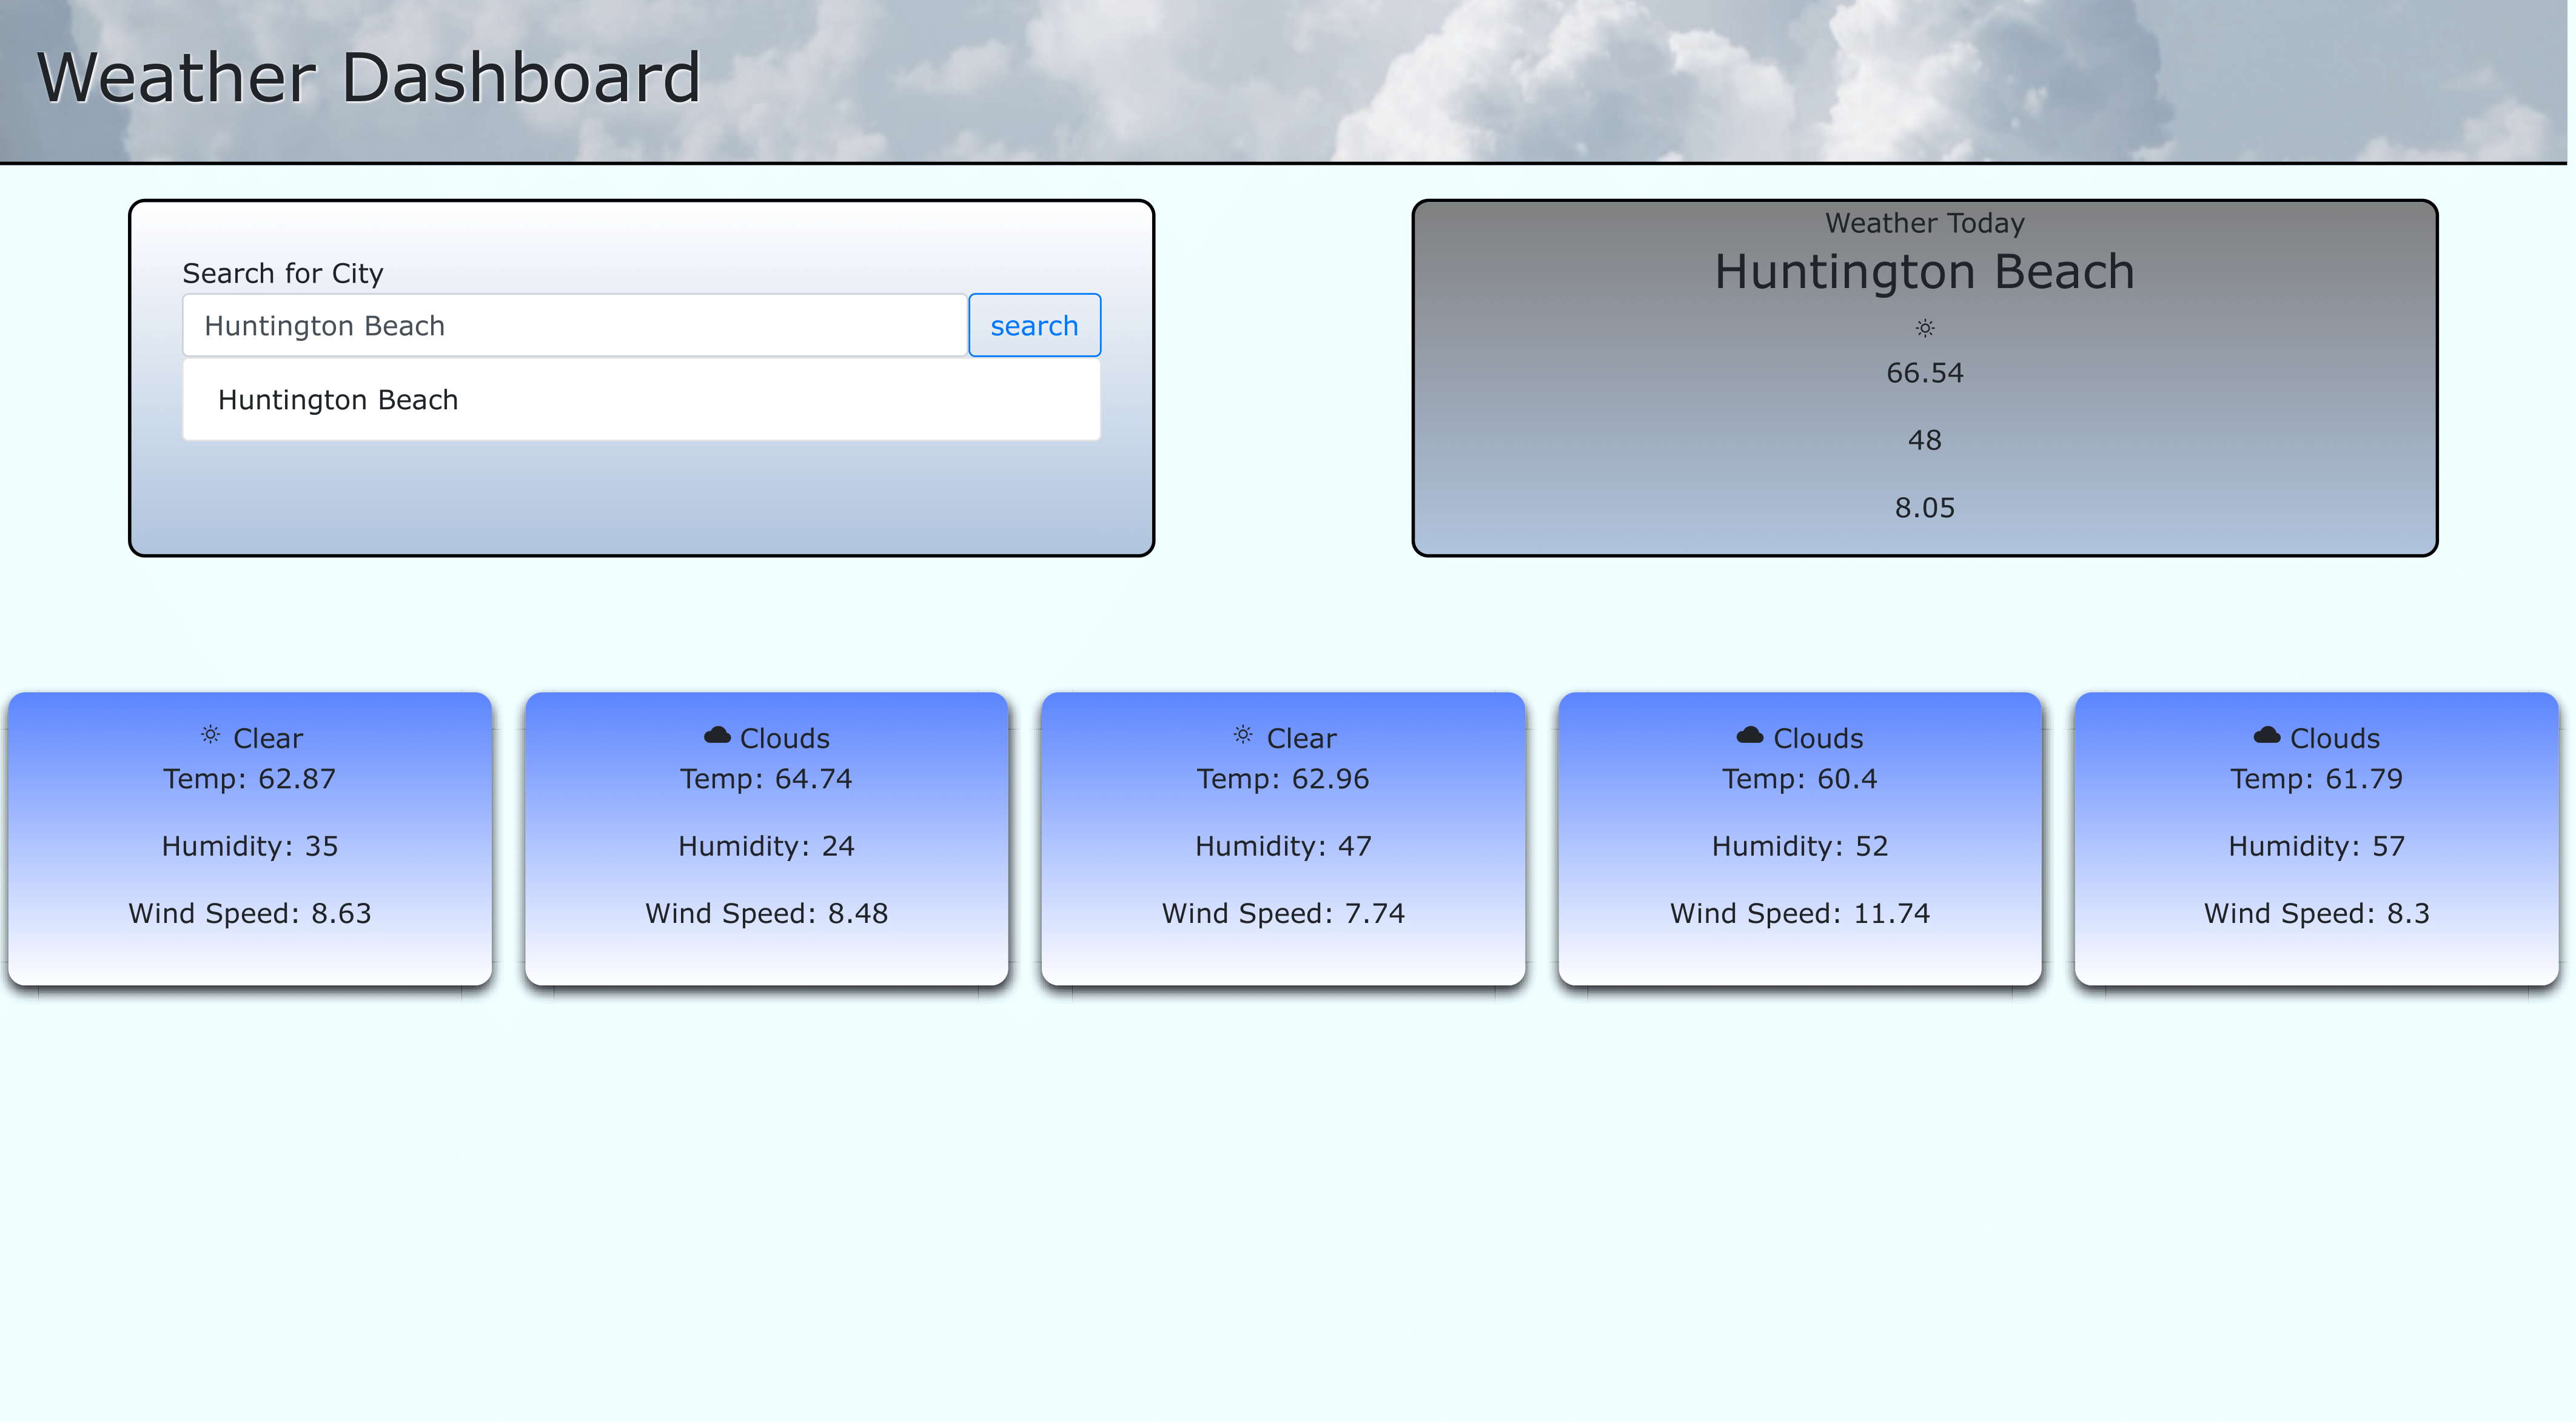 Weather Dashboard
Search for City
Huntington Beach
search
Huntington Beach
Weather Today
Huntington Beach
66.54
48
8.05
Clear
Temp: 62.87
Humidity: 35
Wind Speed: 8.63
Clouds
Temp: 64.74
Humidity: 24
Wind Speed: 8.48
Clear
Temp: 62.96
Humidity: 47
Wind Speed: 7.74
Clouds
Temp: 60.4
Humidity: 52
Wind Speed: 11.74
Clouds
Temp: 61.79
Humidity: 57
Wind Speed: 8.3